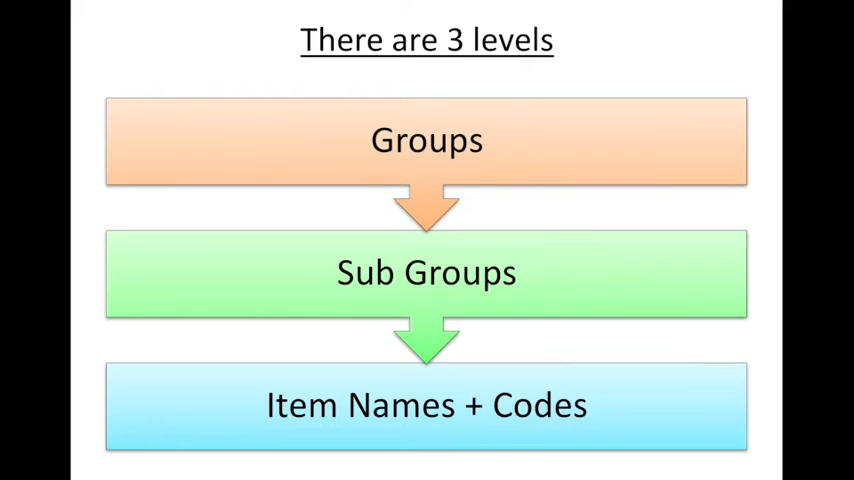 There are 3 levels
Groups
Sub Groups
Item Names + Codes